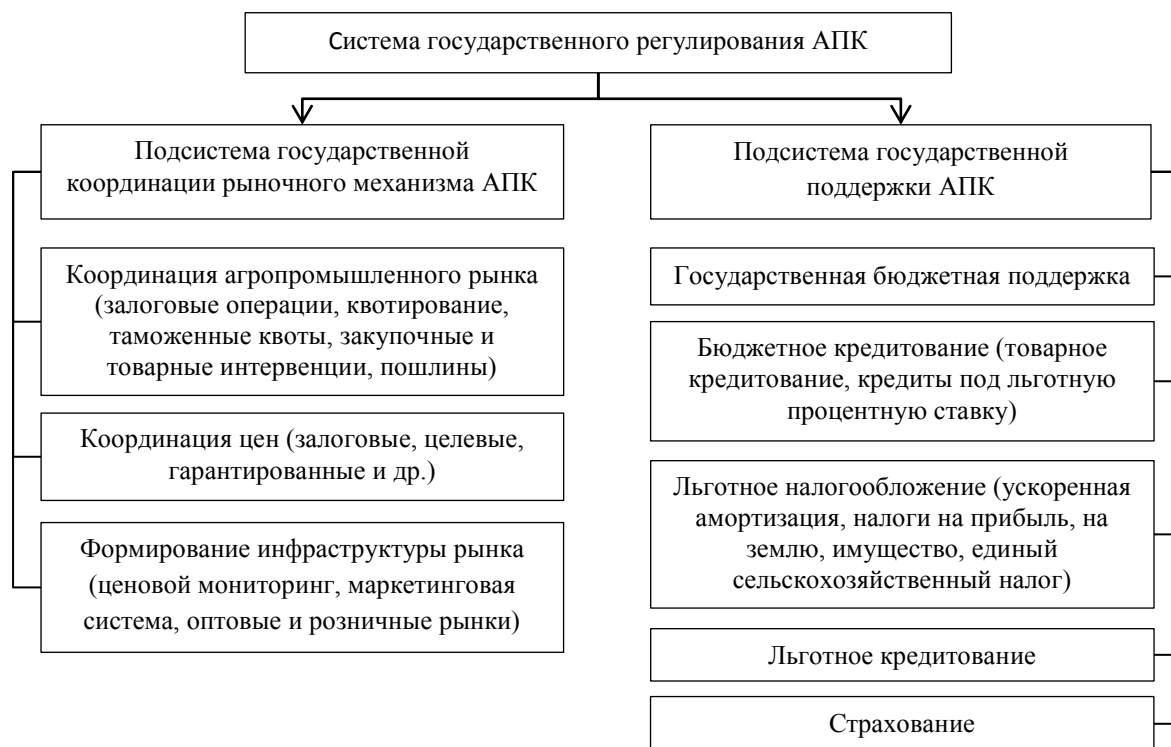 Система государственного регулирования АПК
Подсистема государственной
координации рыночного механизма АПК
Координация агропромышленного рынка
(залоговые операции, квотирование,
таможенные квоты, закупочные и
товарные интервенции, пошлины)
Координация цен (залоговые, целевые,
гарантированные и др.)
Формирование инфраструктуры рынка
(ценовой мониторинг, маркетинговая
система, оптовые и розничные рынки)
Подсистема государственной
поддержки АПК
Государственная бюджетная поддержка
Бюджетное кредитование (товарное
кредитование, кредиты под льготную
процентную ставку)
Льготное налогообложение (ускоренная
амортизация, налоги на прибыль, на
землю, имущество, единый
сельскохозяйственный налог)
Льготное кредитование
Страхование